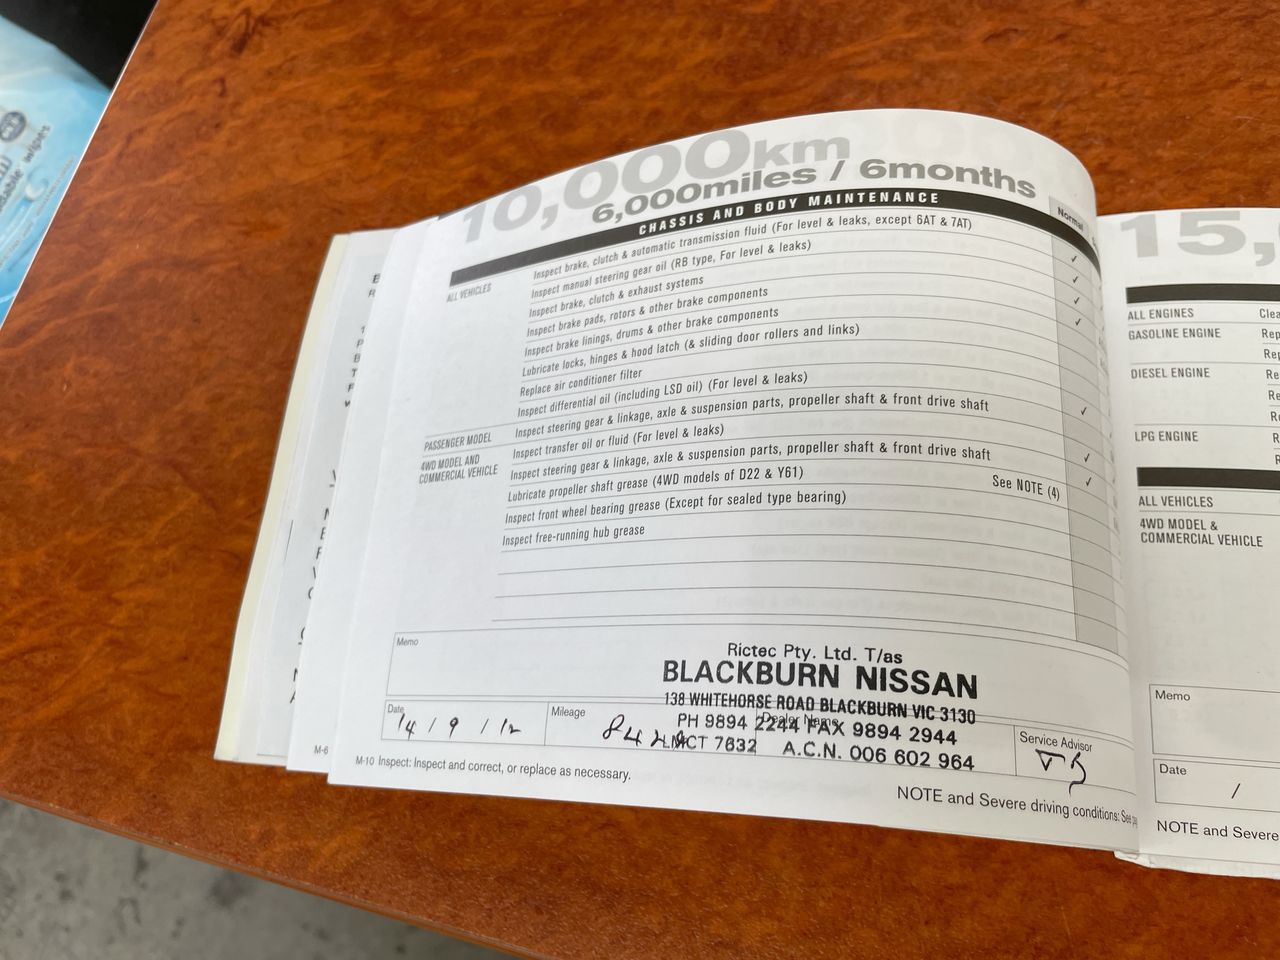 wipes
10,000km
6,000miles / 6months
CHASSIS AND BODY MAINTENANCE
Normal
ALL VEHICLES
Inspect brake, clutch & automatic transmission fluid (For level & leaks, except 6AT & 7AT) ✓
Inspect manual steering gear oil (RB type, For level & leaks) ✓
Inspect brake, clutch & exhaust systems ✓
Inspect brake pads, rotors & other brake components ✓
Inspect brake linings, drums & other brake components
Lubricate locks, hinges & hood latch (& sliding door rollers and links)
Replace air conditioner filter
Inspect differential oil (including LSD oil) (For level & leaks) ✓
PASSENGER MODEL
Inspect steering gear & linkage, axle & suspension parts, propeller shaft & front drive shaft
4WD MODEL AND
COMMERCIAL VEHICLE
Inspect transfer oil or fluid (For level & leaks) ✓
Inspect steering gear & linkage, axle & suspension parts, propeller shaft & front drive shaft ✓
Lubricate propeller shaft grease (4WD models of D22 & Y61) See NOTE (4)
Inspect front wheel bearing grease (Except for sealed type bearing)
Inspect free-running hub grease
Memo
Rictec Pty. Ltd. T/as
BLACKBURN NISSAN
138 WHITEHORSE ROAD BLACKBURN VIC 3130
PH 9894 2244 FAX 9894 2944
LMCT 7632 A.C.N. 006 602 964
Date
14 / 9 / 12
Mileage
Dealer Name
Service Advisor
M-6
M-10 Inspect: Inspect and correct, or replace as necessary.
NOTE and Severe driving conditions: See
15,
ALL ENGINES Clea
GASOLINE ENGINE Rep
Rep
DIESEL ENGINE Re
Re
Re
LPG ENGINE R
R
ALL VEHICLES
4WD MODEL &
COMMERCIAL VEHICLE
Memo
Date
/
NOTE and Severe